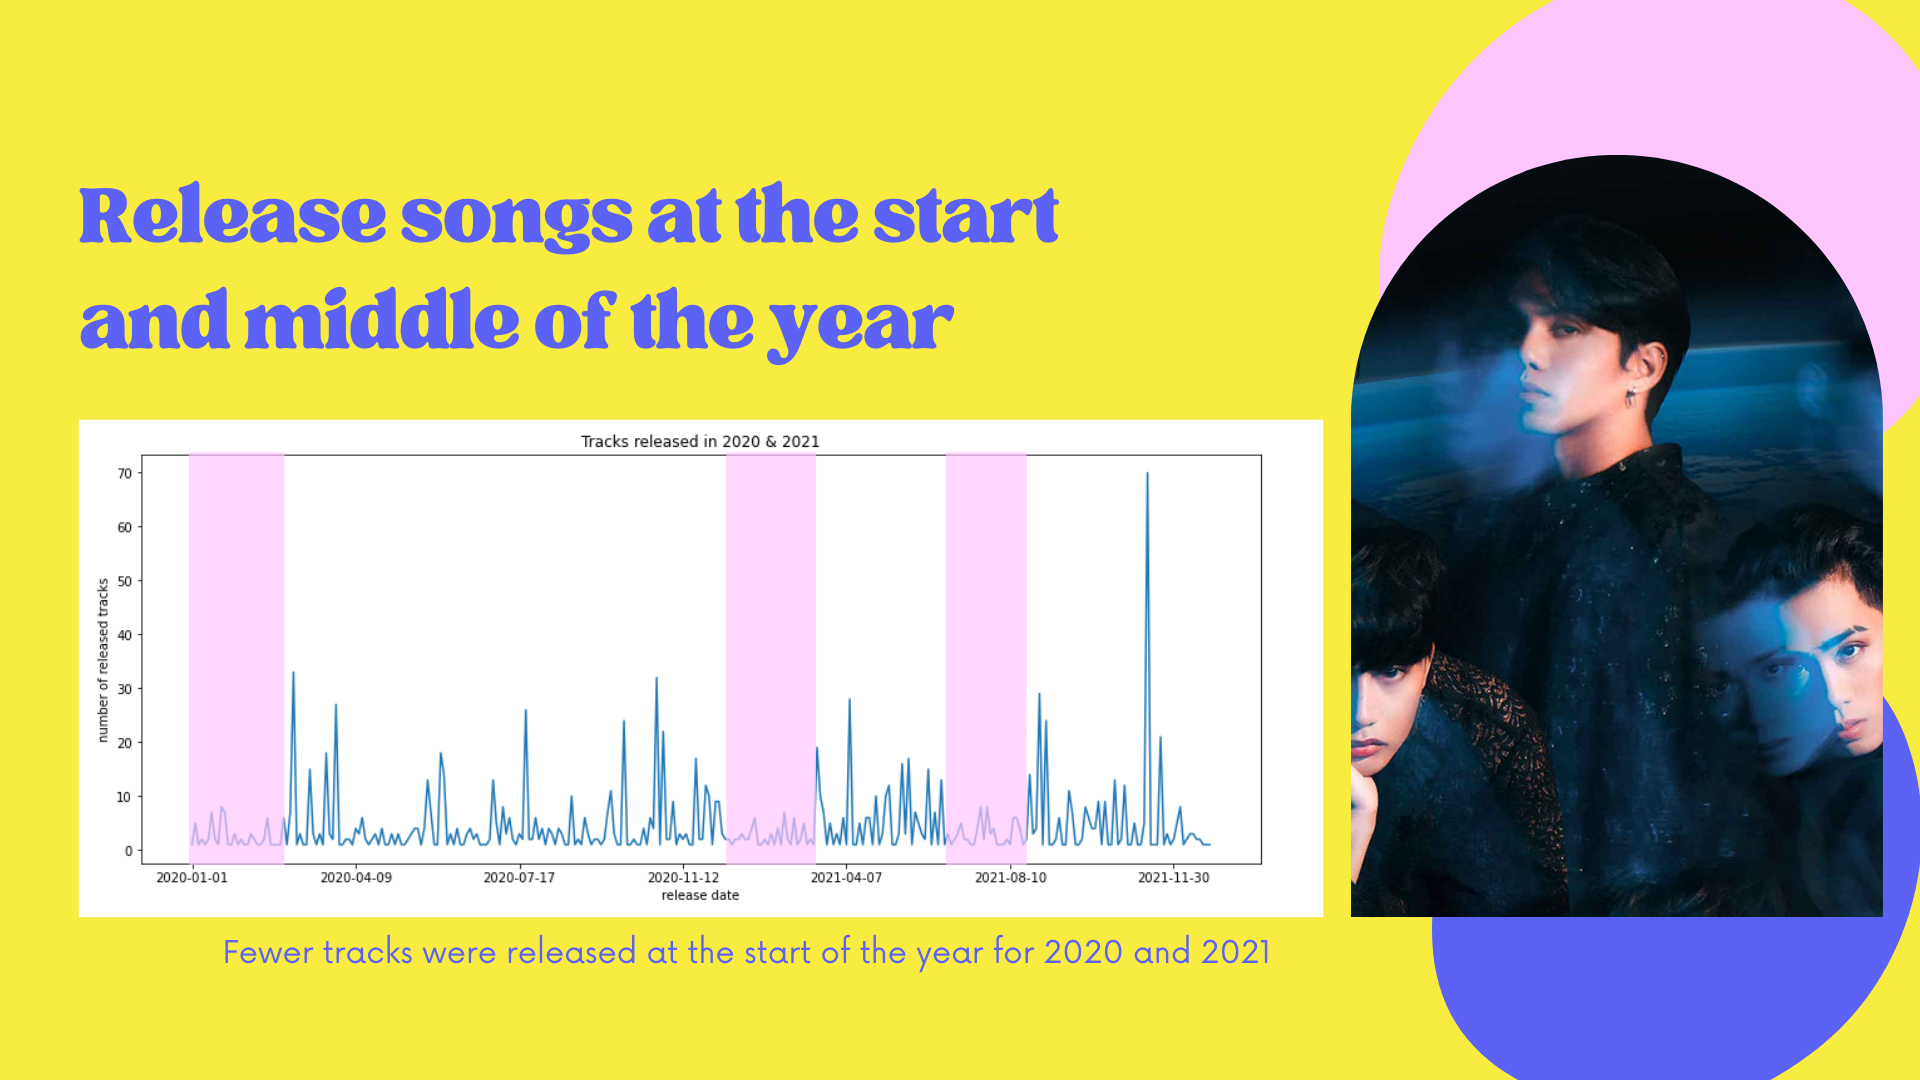 Release songs at the start
and middle of the year
Tracks released in 2020 & 2021
70
60
50
40
30
20
10
0
number of released tracks
2020-01-01 2020-04-09 2020-07-17 2020-11-12 2021-04-07 2021-08-10 2021-11-30
release date
Fewer tracks were released at the start of the year for 2020 and 2021